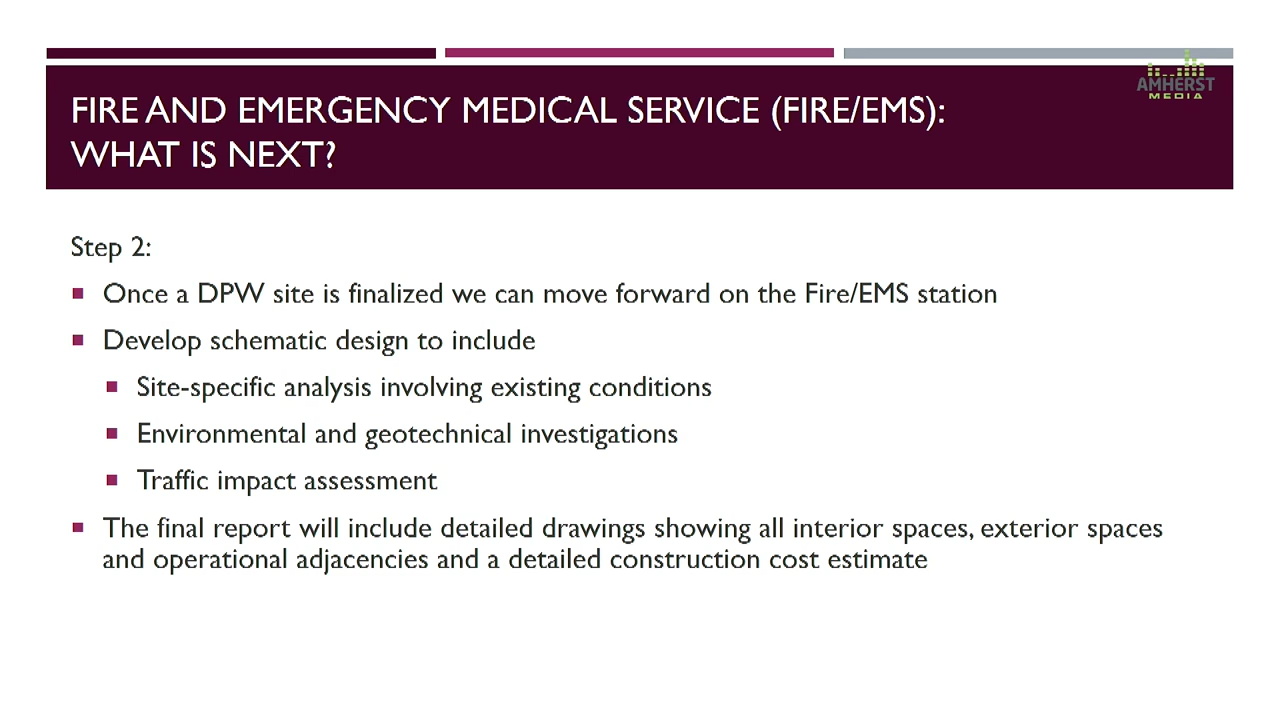 AMHERST
MEDIA
FIRE AND EMERGENCY MEDICAL SERVICE (FIRE/EMS):
WHAT IS NEXT?
Step 2:
Once a DPW site is finalized we can move forward on the Fire/EMS station
Develop schematic design to include
Site-specific analysis involving existing conditions
Environmental and geotechnical investigations
Traffic impact assessment
The final report will include detailed drawings showing all interior spaces, exterior spaces
and operational adjacencies and a detailed construction cost estimate